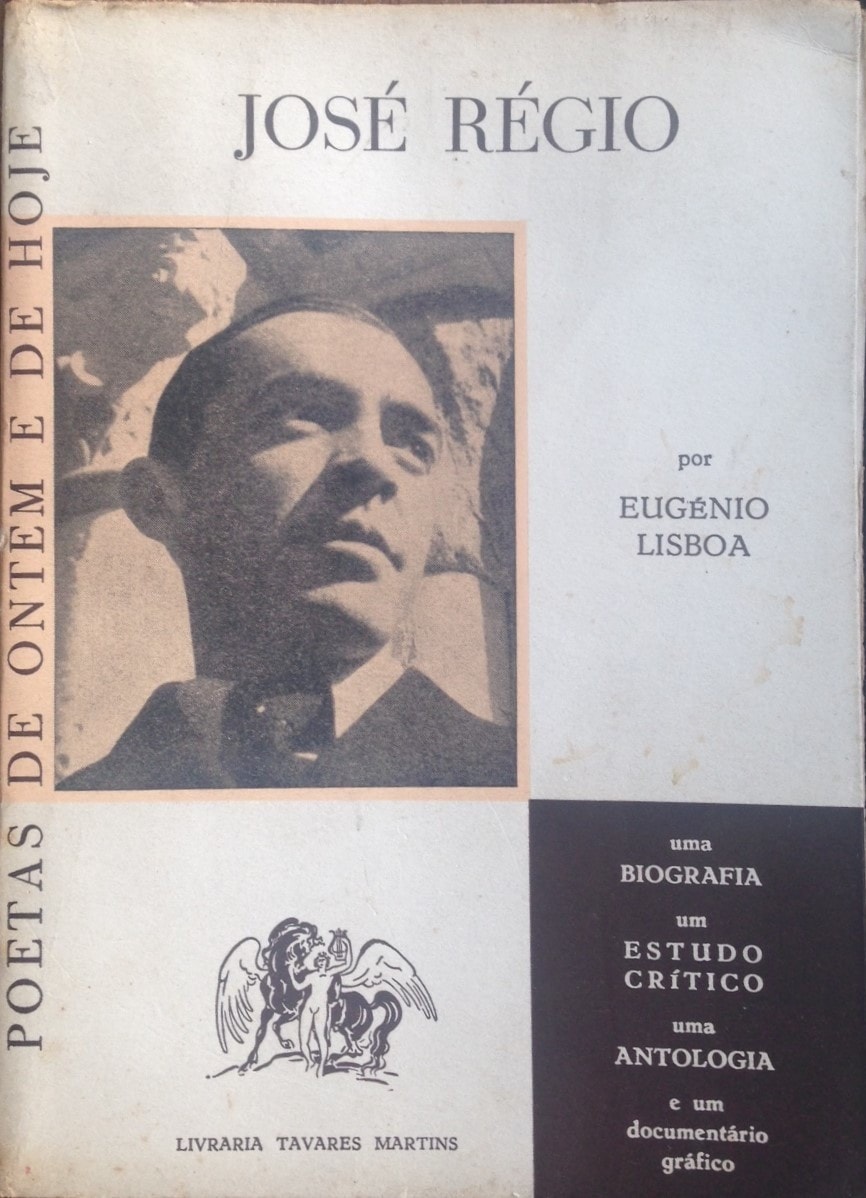 JOSÉ RÉGIO
POETAS DE ONTEM E DE HOJE
por
EUGÉNIO
LISBOA
uma
BIOGRAFIA
um
ESTUDO
CRÍTICO
uma
ANTOLOGIA
e um
documentário
gráfico
LIVRARIA TAVARES MARTINS